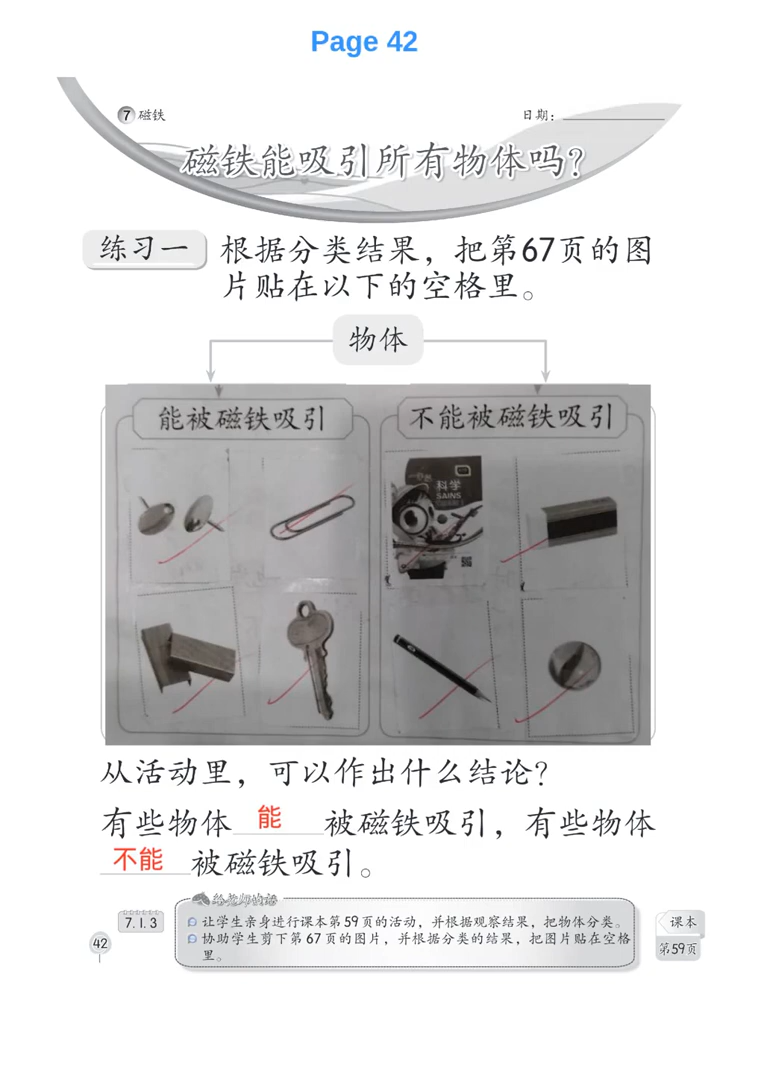 Page 42
7 磁铁
日期：
磁铁能吸引所有物体吗？
练习一
根据分类结果，把第67页的图
片贴在以下的空格里。
物体
能被磁铁吸引
不能被磁铁吸引
科学
SAINS
从活动里，可以作出什么结论？
有些物体 能 被磁铁吸引，有些物体
不能 被磁铁吸引。
给老师的话
7.1.3
让学生亲身进行课本第59页的活动，并根据观察结果，把物体分类。
协助学生剪下第67页的图片，并根据分类的结果，把图片贴在空格
里。
课本
第59页
42